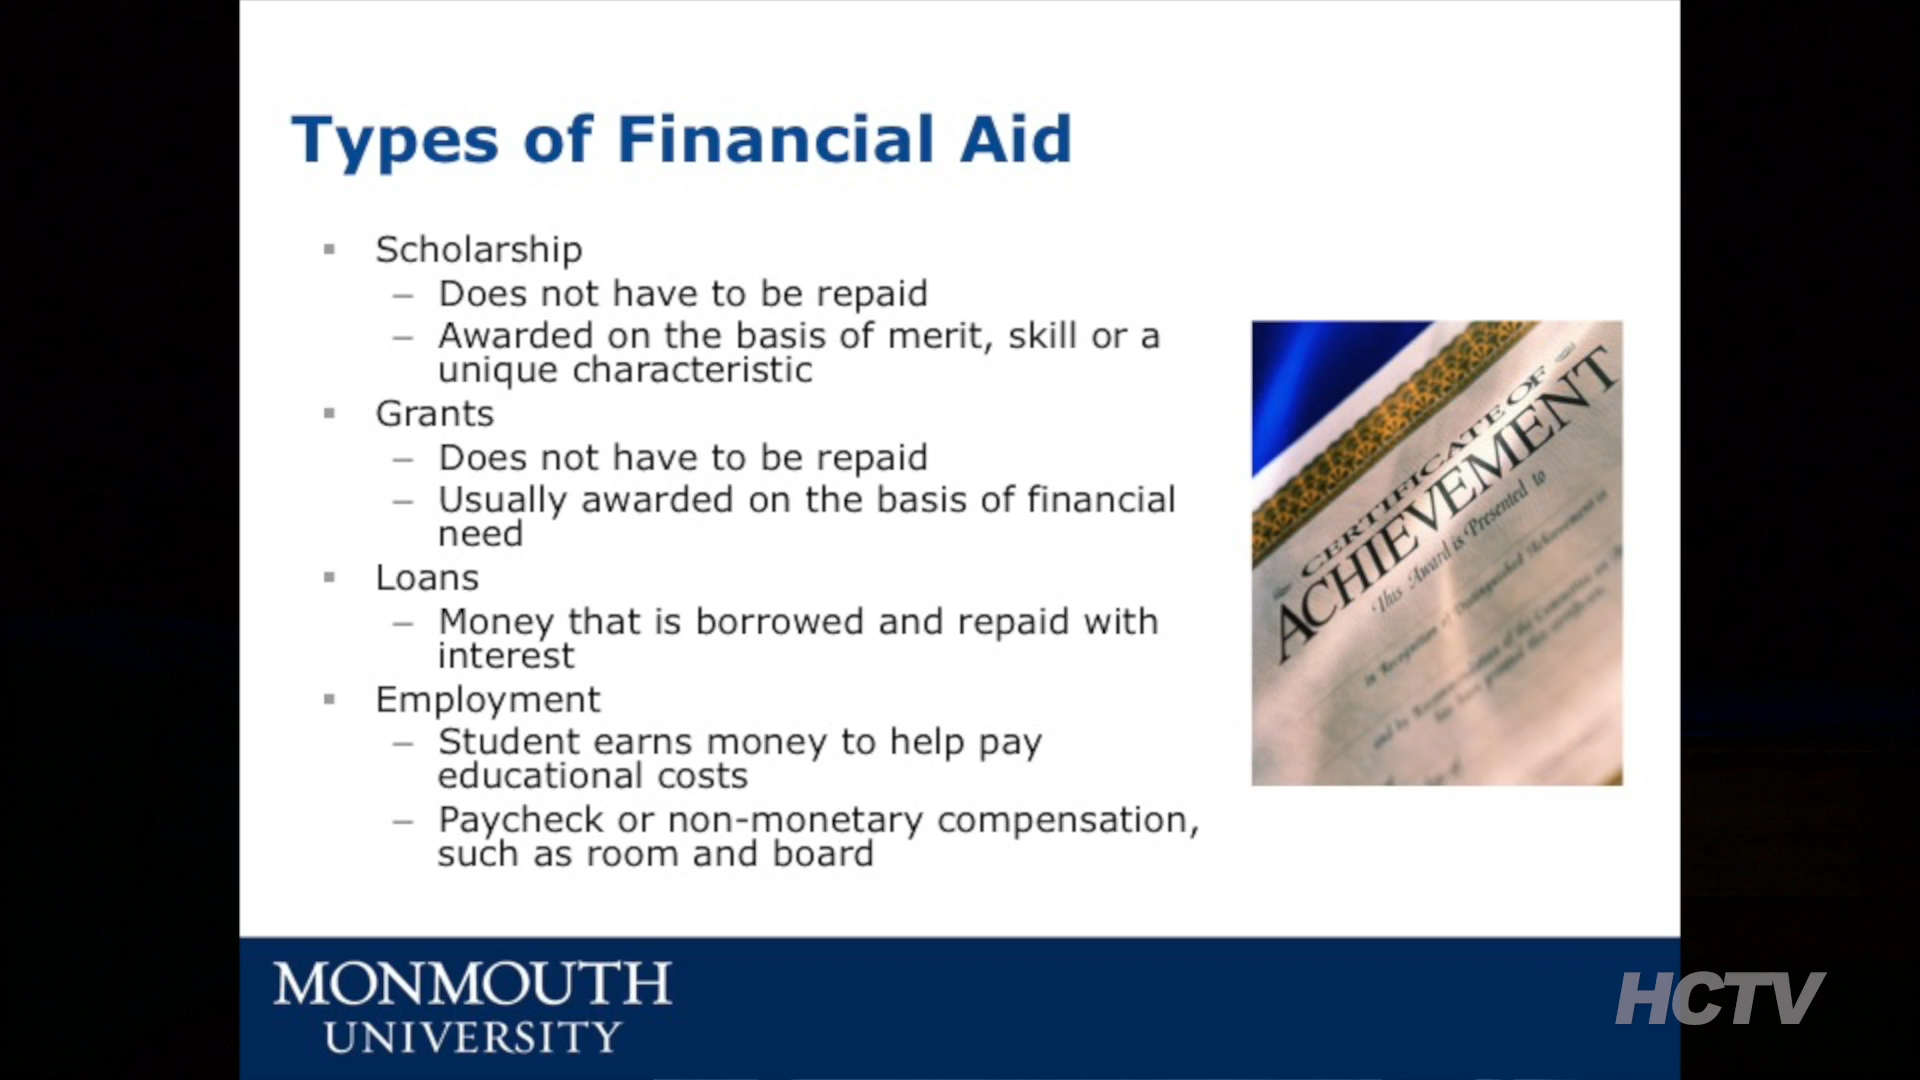 Types of Financial Aid
▪ Scholarship
– Does not have to be repaid
– Awarded on the basis of merit, skill or a
unique characteristic
▪ Grants
– Does not have to be repaid
– Usually awarded on the basis of financial
need
▪ Loans
– Money that is borrowed and repaid with
interest
▪ Employment
– Student earns money to help pay
educational costs
– Paycheck or non-monetary compensation,
such as room and board
CERTIFICATE OF
ACHIEVEMENT
This Award is Presented to
MONMOUTH
UNIVERSITY
HCTV